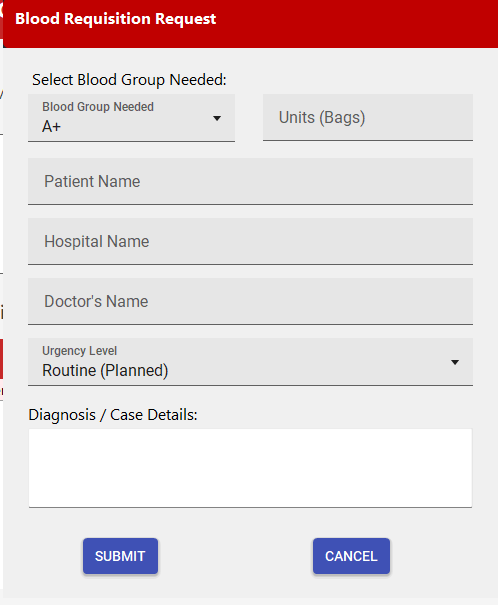 Blood Requisition Request
Select Blood Group Needed:
Blood Group Needed
A+
Units (Bags)
Patient Name
Hospital Name
Doctor's Name
Urgency Level
Routine (Planned)
Diagnosis / Case Details:
SUBMIT CANCEL